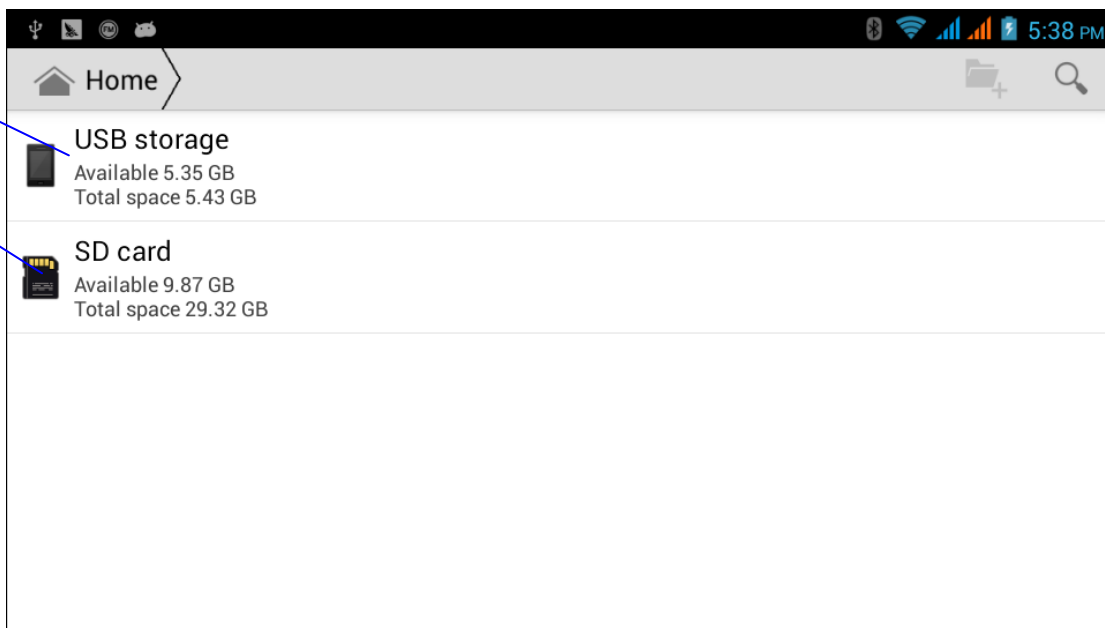 5:38 PM
Home
USB storage
Available 5.35 GB
Total space 5.43 GB
SD card
Available 9.87 GB
Total space 29.32 GB